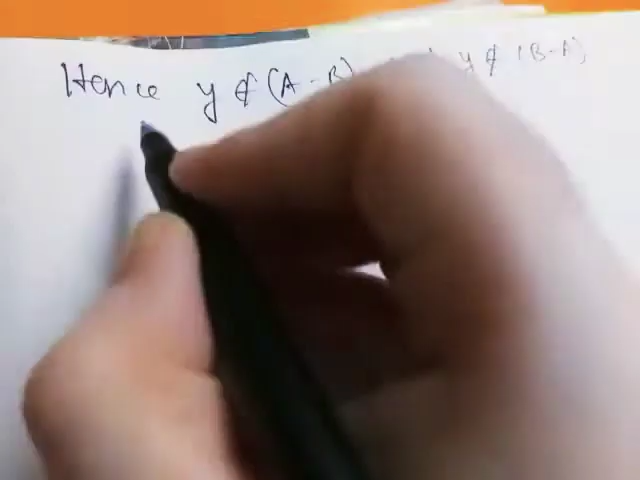 Hence y ∉ (A - B) y ∉ (B-A)